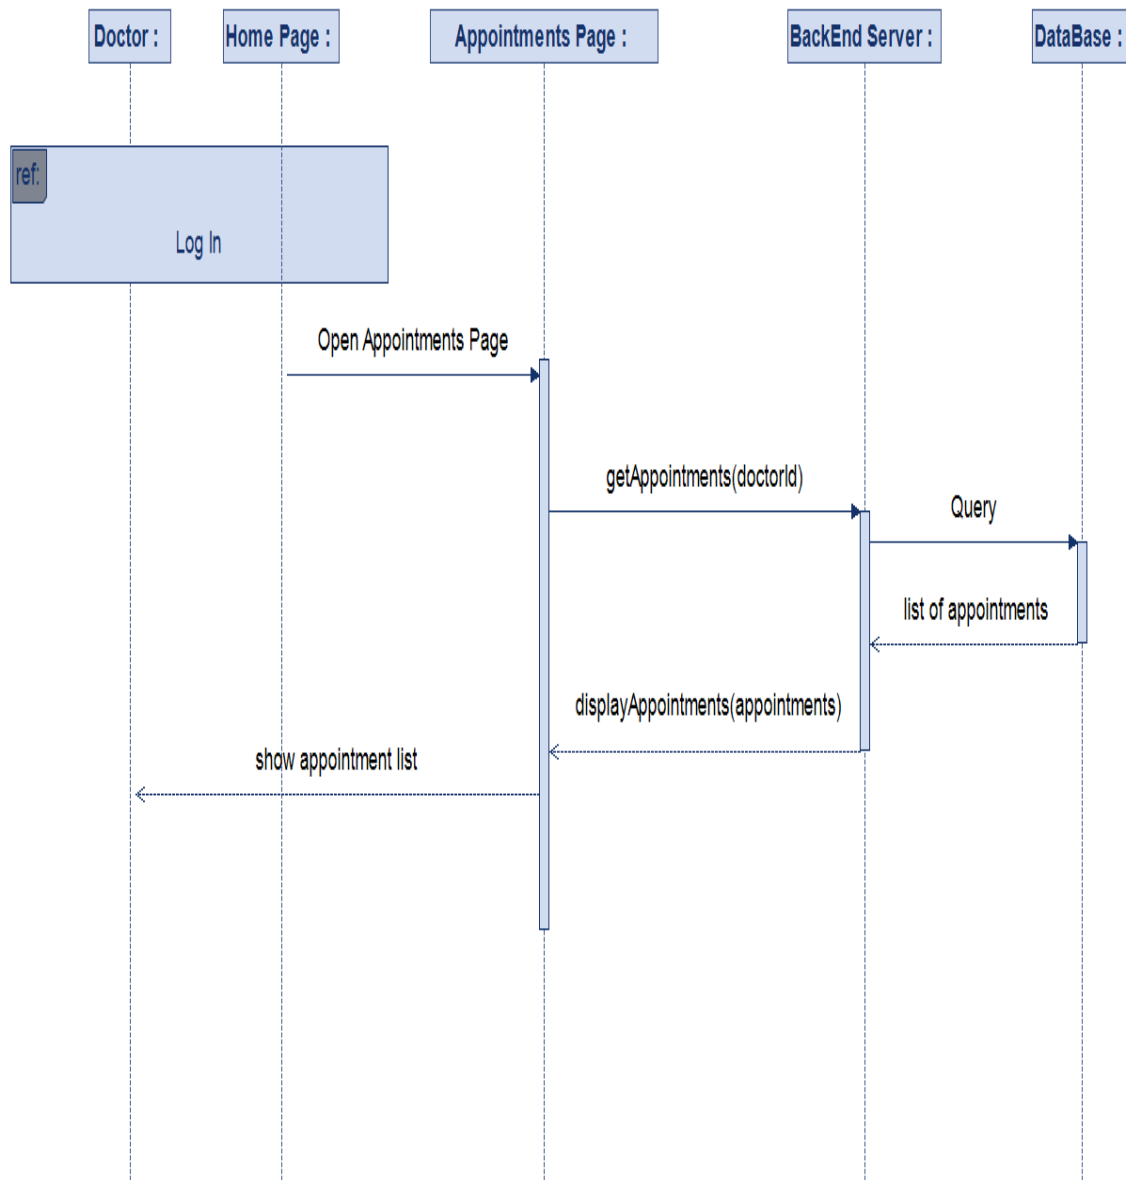 Doctor :
Home Page :
Appointments Page :
BackEnd Server :
DataBase :
ref:
Log In
Open Appointments Page
getAppointments(doctorId)
Query
list of appointments
displayAppointments(appointments)
show appointment list